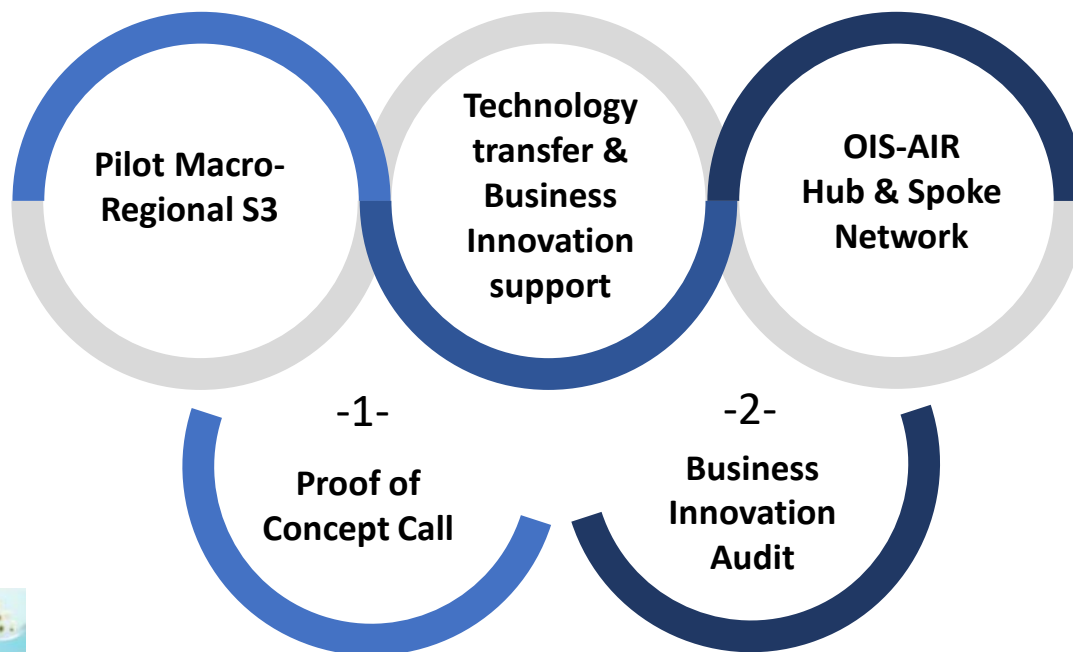 Pilot Macro-
Regional S3
Technology
transfer &
Business
Innovation
support
OIS-AIR
Hub & Spoke
Network
-1-
Proof of
Concept Call
-2-
Business
Innovation
Audit